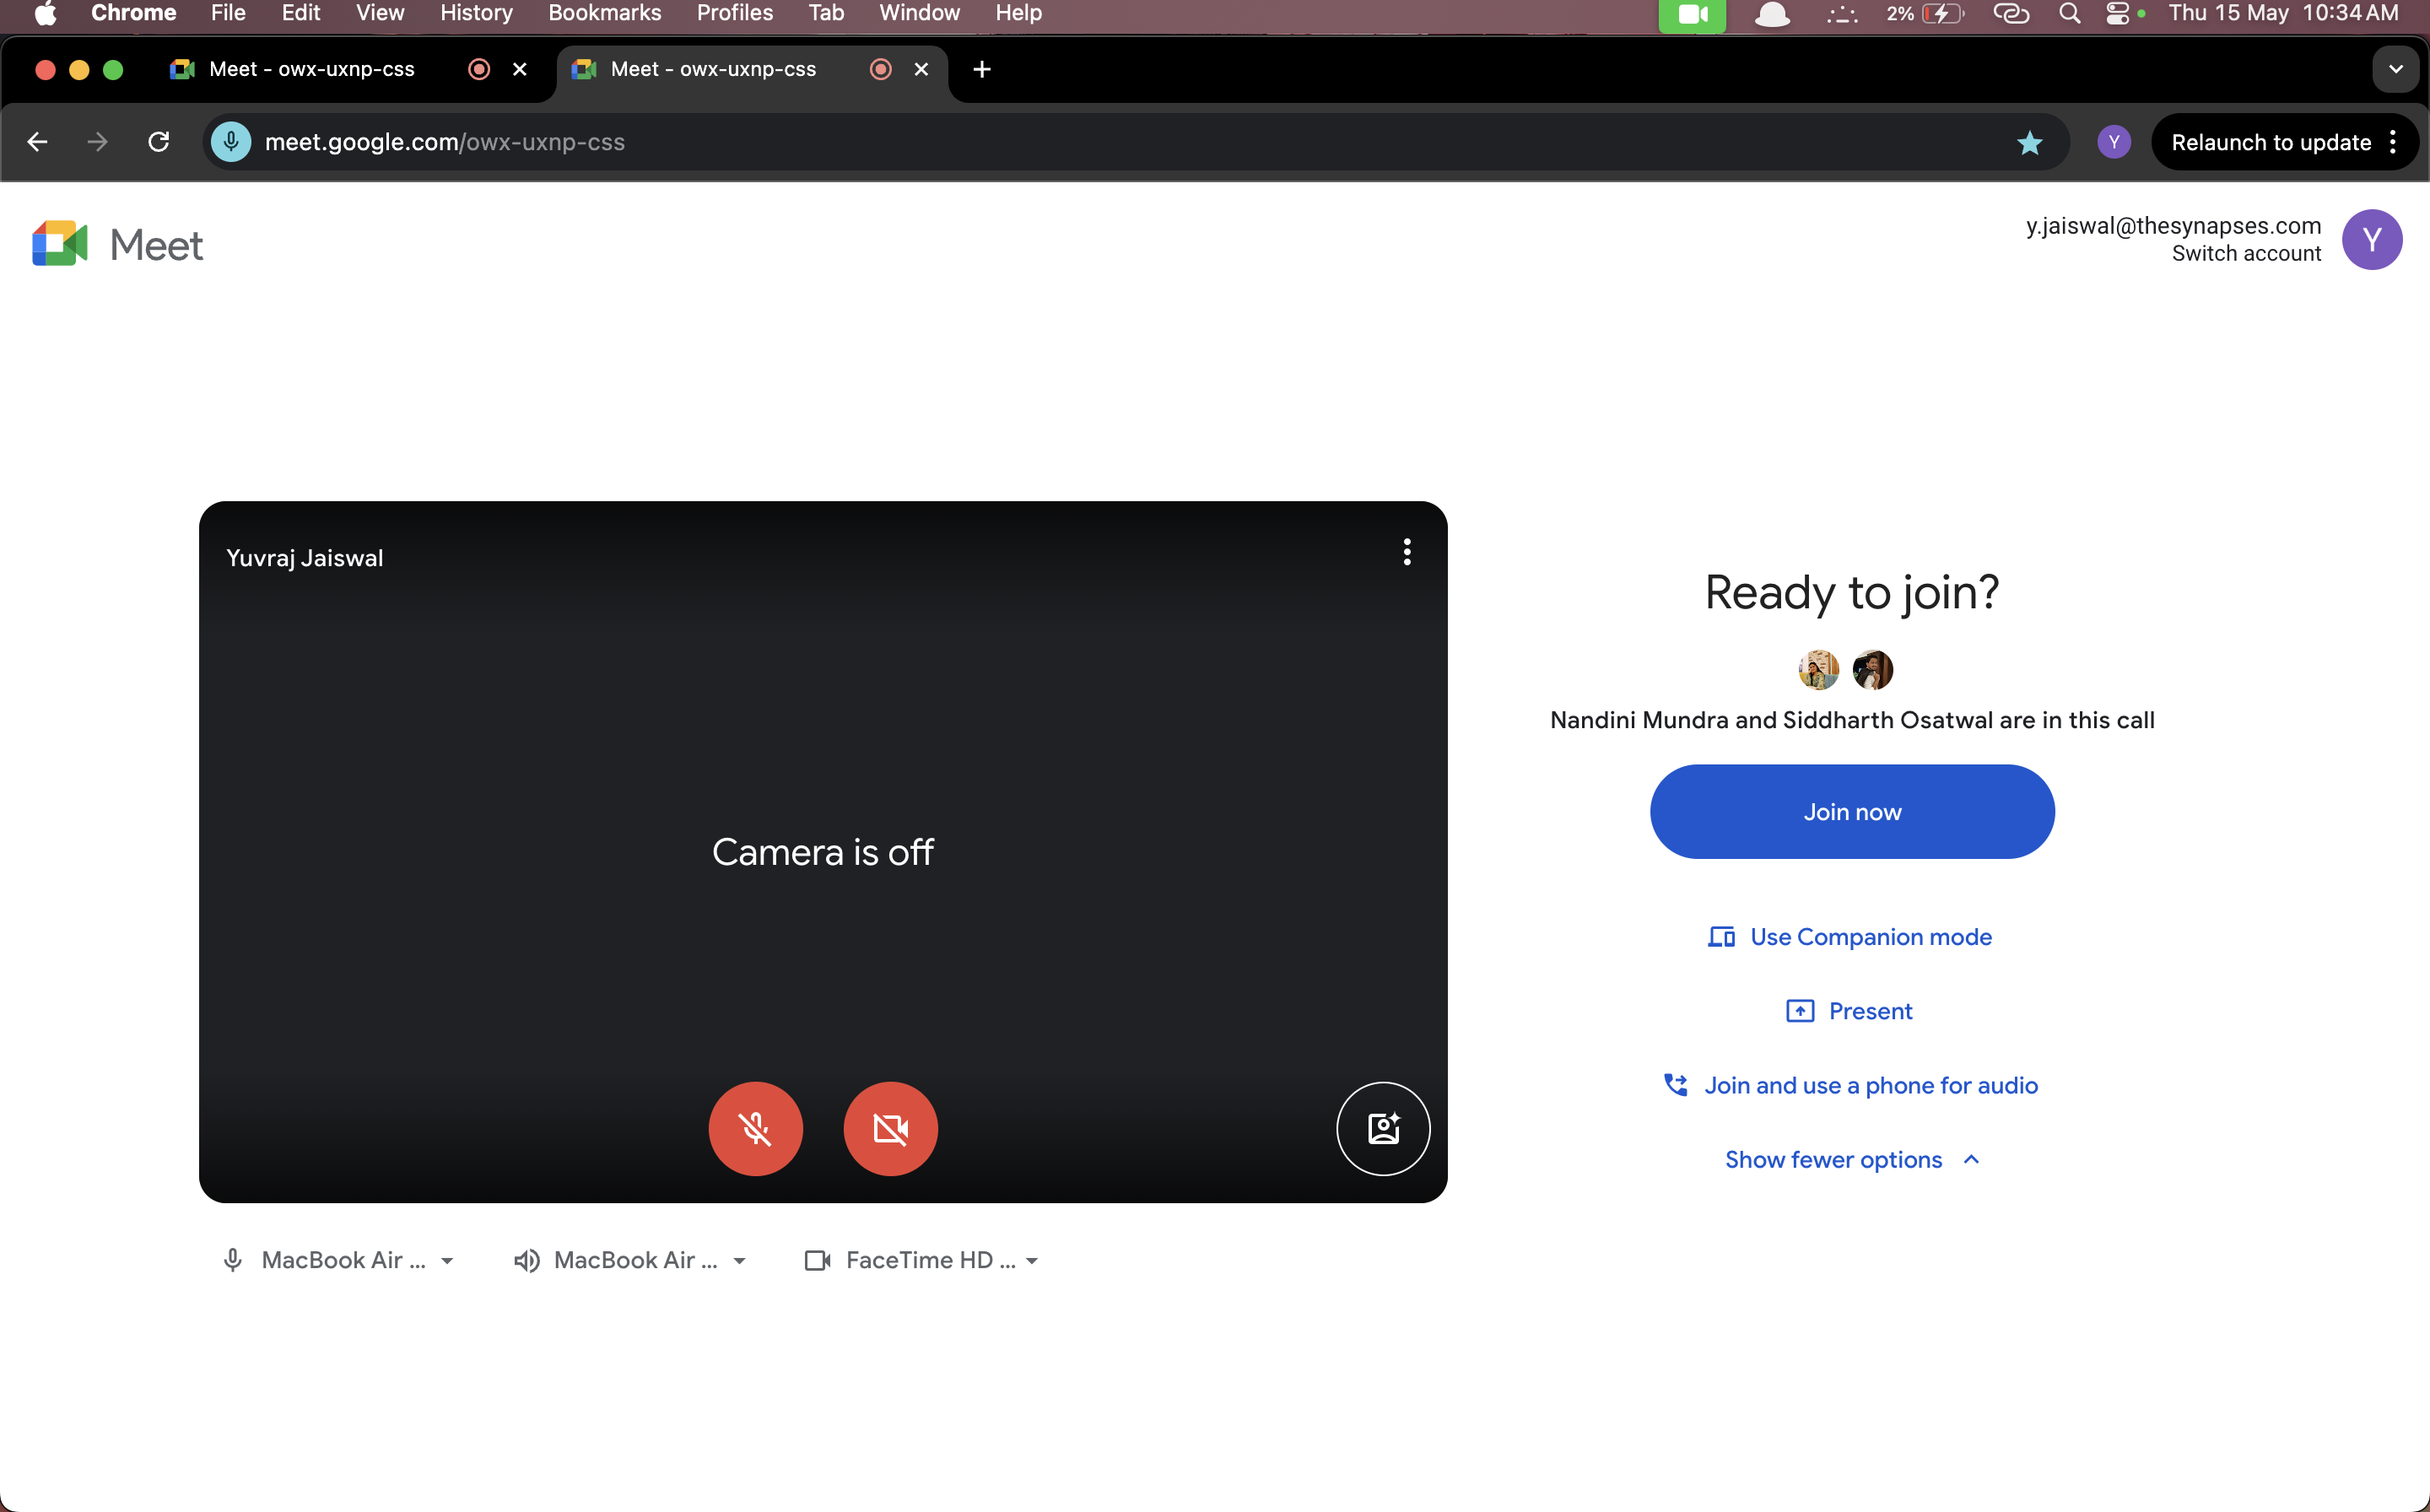 Chrome File Edit View History Bookmarks Profiles Tab Window Help 2% Thu 15 May 10:34 AM
Meet - owx-uxnp-css Meet - owx-uxnp-css
meet.google.com/owx-uxnp-css Y Relaunch to update
Meet
y.jaiswal@thesynapses.com
Switch account
Y
Yuvraj Jaiswal
Camera is off
Ready to join?
Nandini Mundra and Siddharth Osatwal are in this call
Join now
Use Companion mode
Present
Join and use a phone for audio
Show fewer options
MacBook Air ... MacBook Air ... FaceTime HD ...